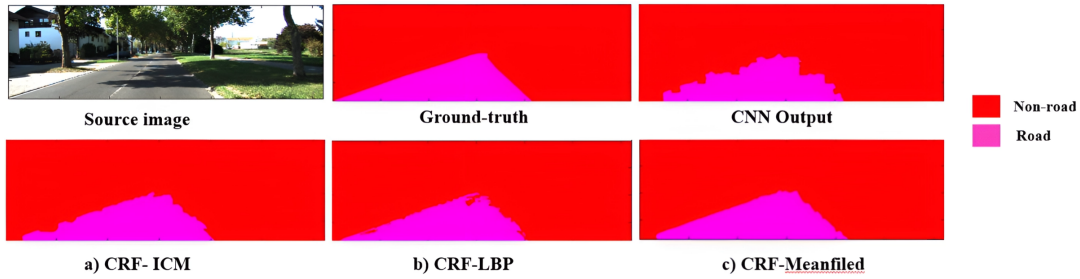 Source image
Ground-truth
CNN Output
Non-road
Road
a) CRF- ICM
b) CRF-LBP
c) CRF-Meanfiled